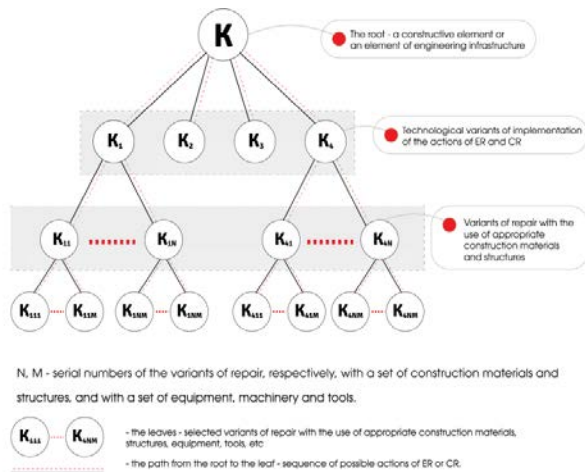 K
The root - a constructive element or
an element of engineering infrastructure
K₁ K₂ K₃ K₄
Technological variants of implementation
of the actions of ER and CR
K₁₁ K₁N K₄₁ K₄N
Variants of repair with the
use of appropriate
construction materials
and structures
K₁₁₁ K₁₁M K₁NM K₁NM K₄₁₁ K₄₁M K₄NM K₄NM
N, M - serial numbers of the variants of repair, respectively, with a set of construction materials and
structures, and with a set of equipment, machinery and tools.
K₁₁₁ K₄NM
- the leaves - selected variants of repair with the use of appropriate construction materials,
structures, equipment, tools, etc
- the path from the root to the leaf - sequence of possible actions of ER or CR.